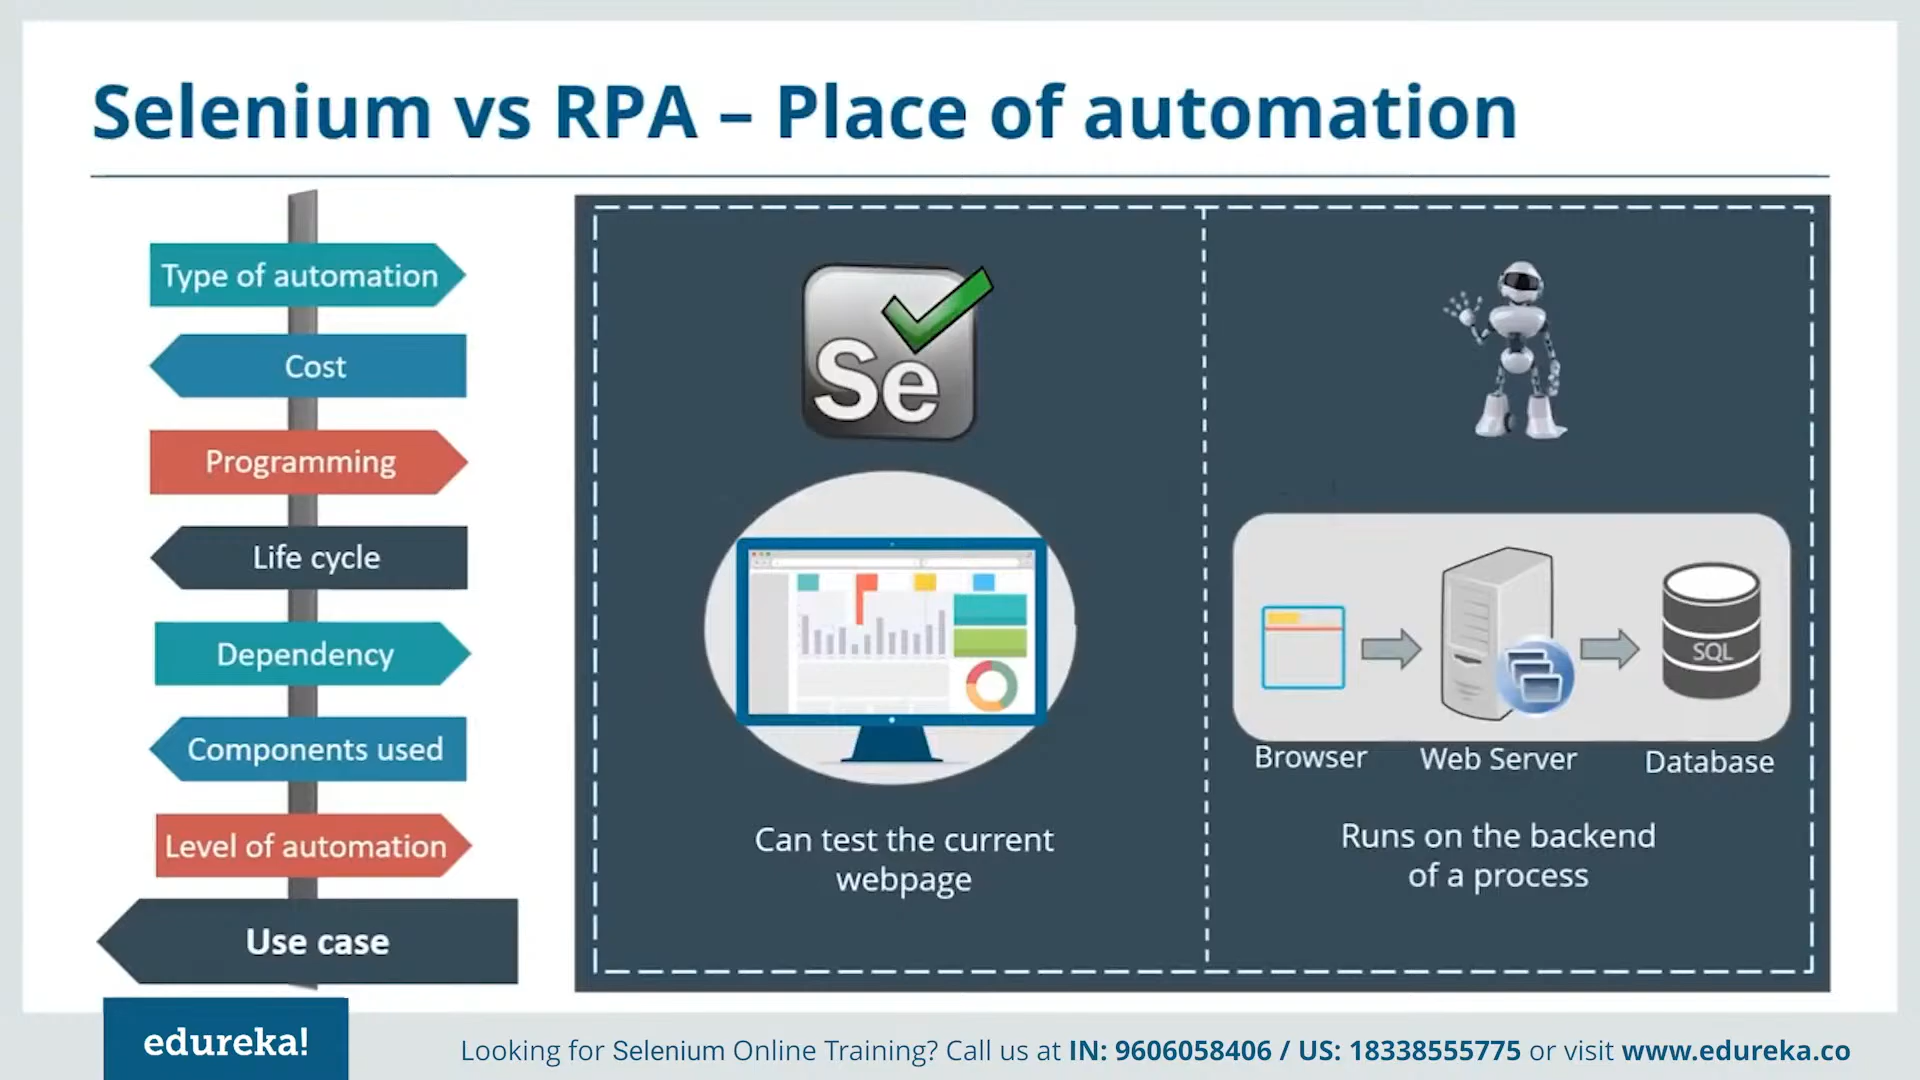 Selenium vs RPA – Place of automation
Type of automation
Cost
Programming
Life cycle
Dependency
Components used
Level of automation
Use case
Se
Can test the current
webpage
SQL
Browser
Web Server
Database
Runs on the backend
of a process
edureka!
Looking for Selenium Online Training? Call us at IN: 9606058406 / US: 18338555775 or visit www.edureka.co